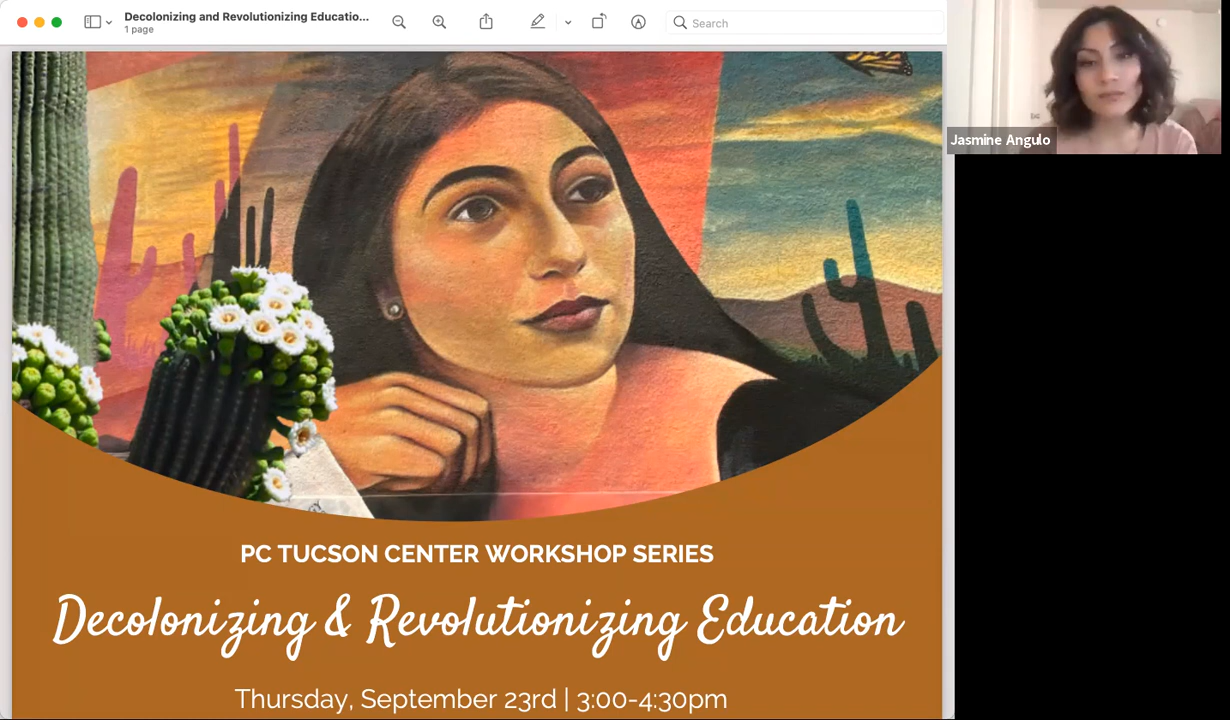 Decolonizing and Revolutionizing Educatio...
1 page
Search
Jasmine Angulo
PC TUCSON CENTER WORKSHOP SERIES
Decolonizing & Revolutionizing Education
Thursday, September 23rd | 3:00-4:30pm